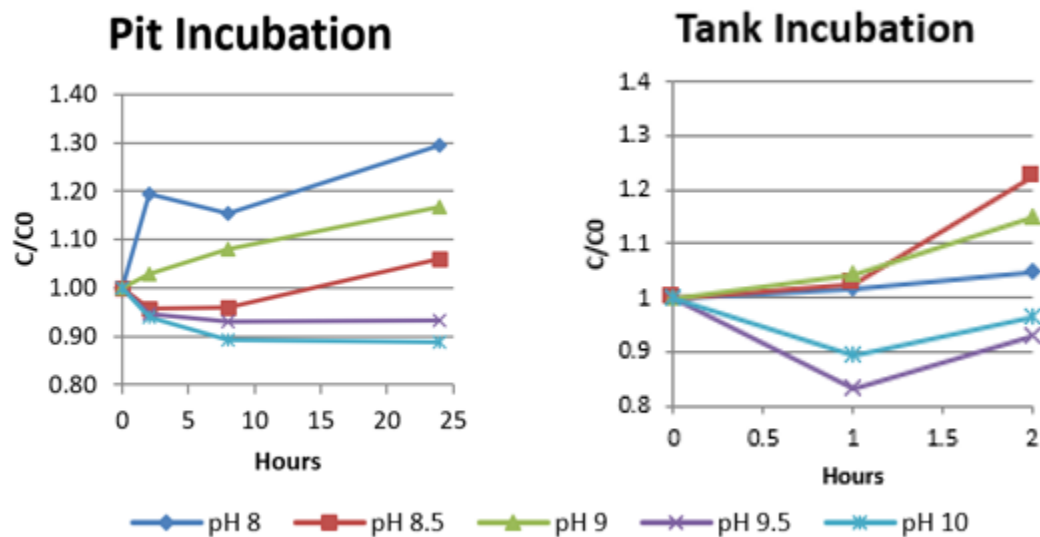 Pit Incubation
1.40
1.30
1.20
1.10
1.00
0.90
0.80
C/C0
0 5 10 15 20 25
Hours
Tank Incubation
1.4
1.3
1.2
1.1
1
0.9
0.8
C/C0
0 0.5 1 1.5 2
Hours
pH 8 pH 8.5 pH 9 pH 9.5 pH 10